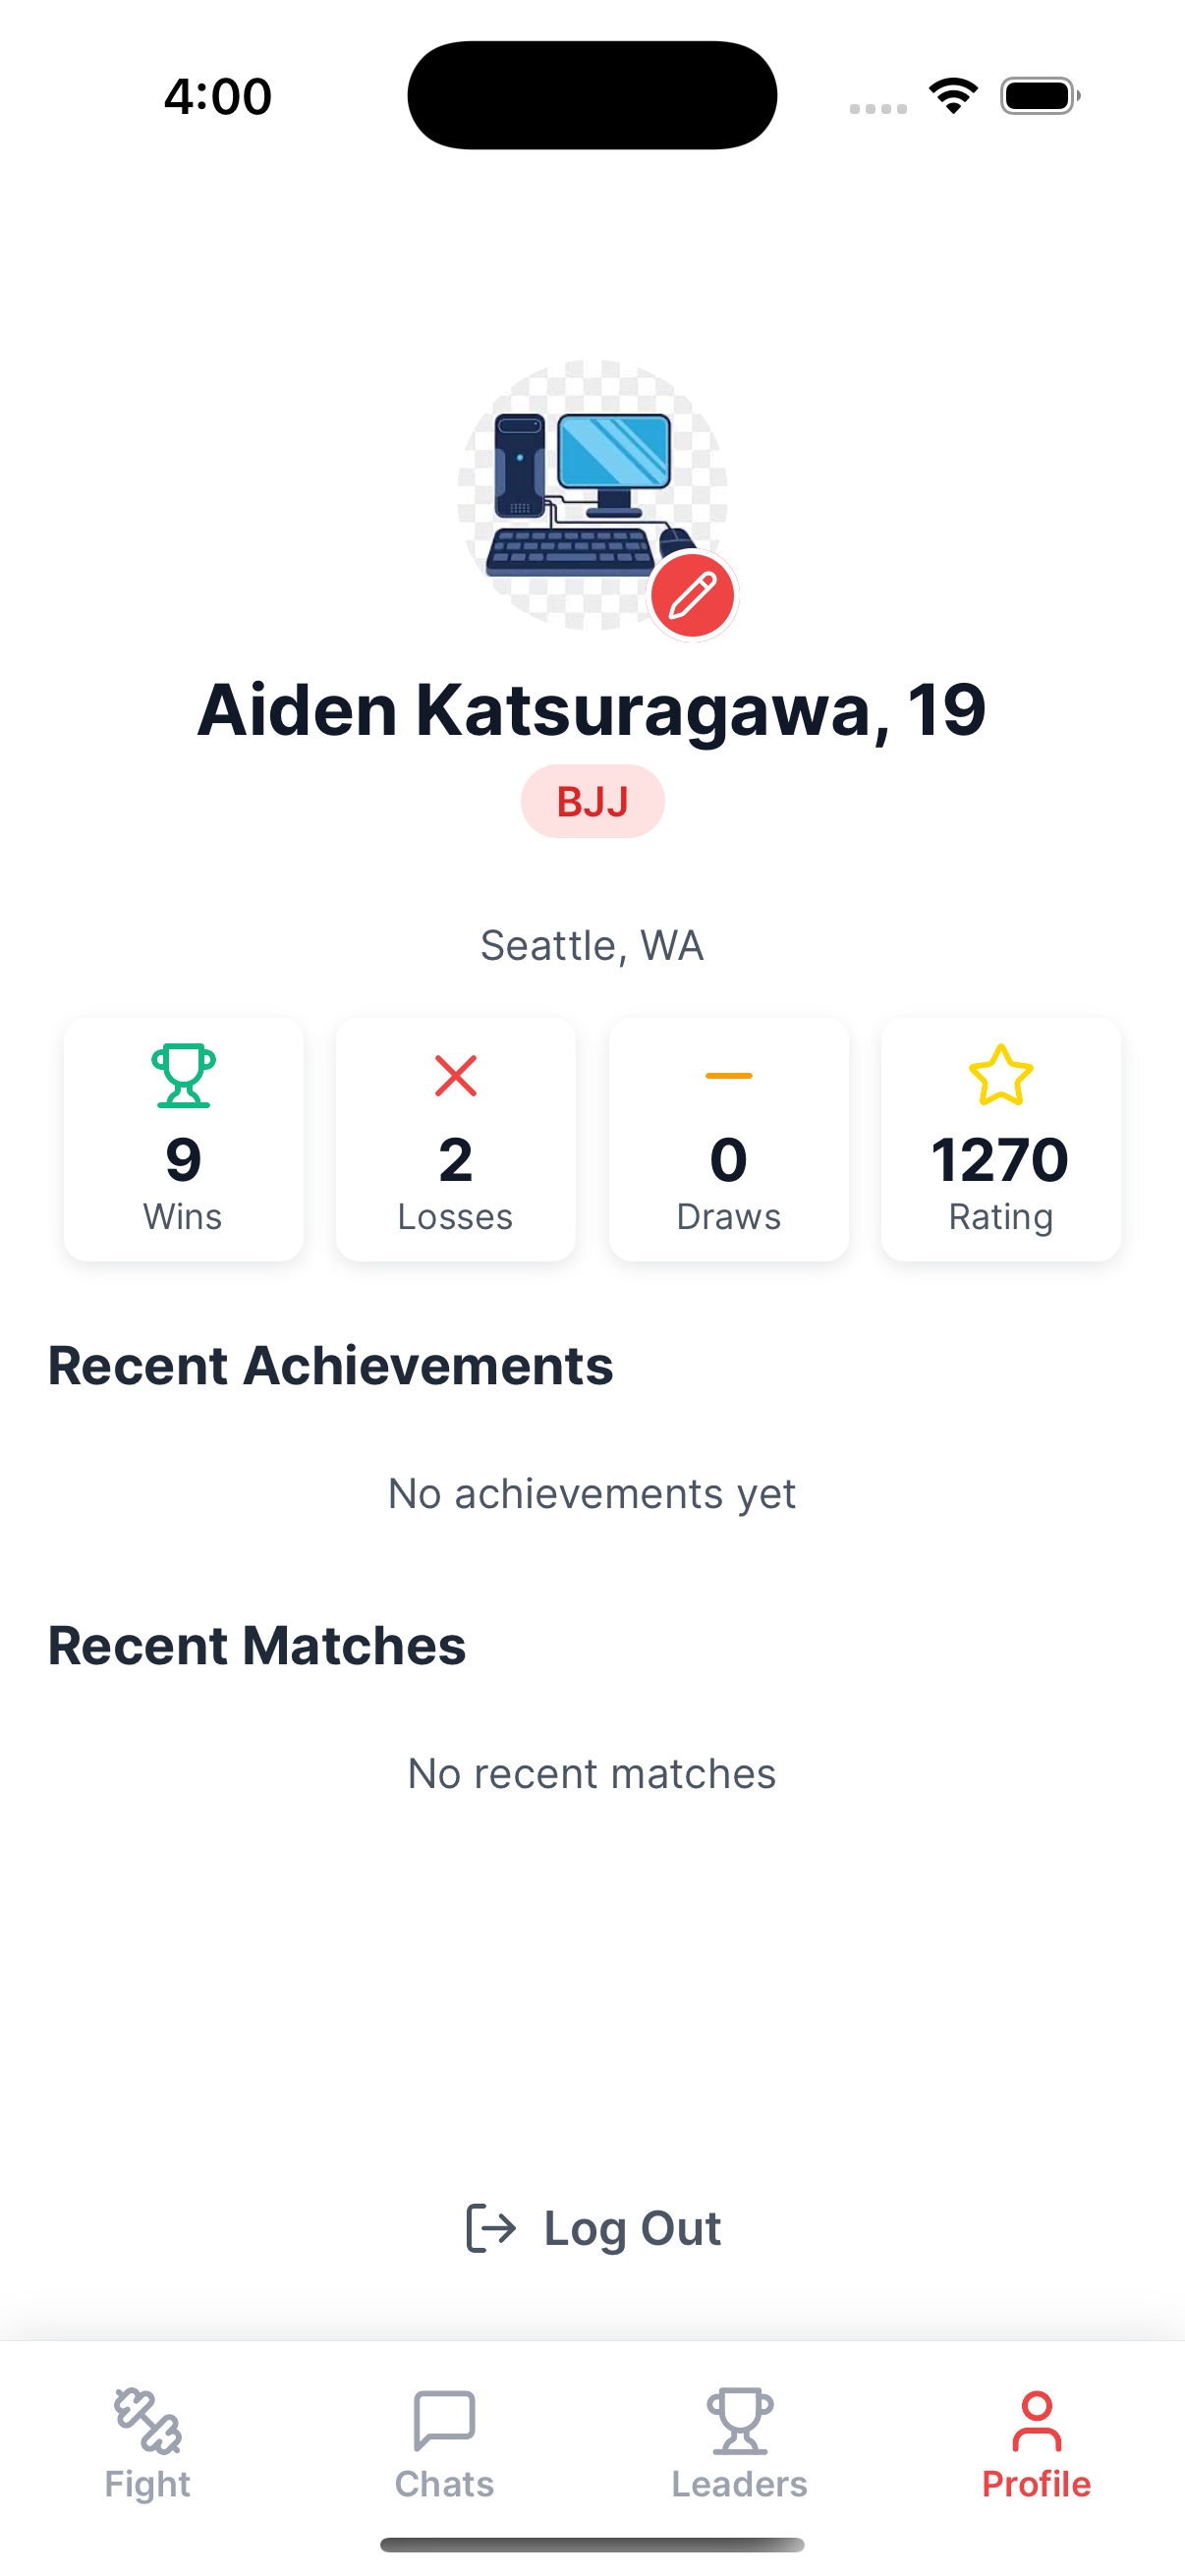 4:00
Aiden Katsuragawa, 19
BJJ
Seattle, WA
9
Wins
2
Losses
0
Draws
1270
Rating
Recent Achievements
No achievements yet
Recent Matches
No recent matches
Log Out
Fight
Chats
Leaders
Profile